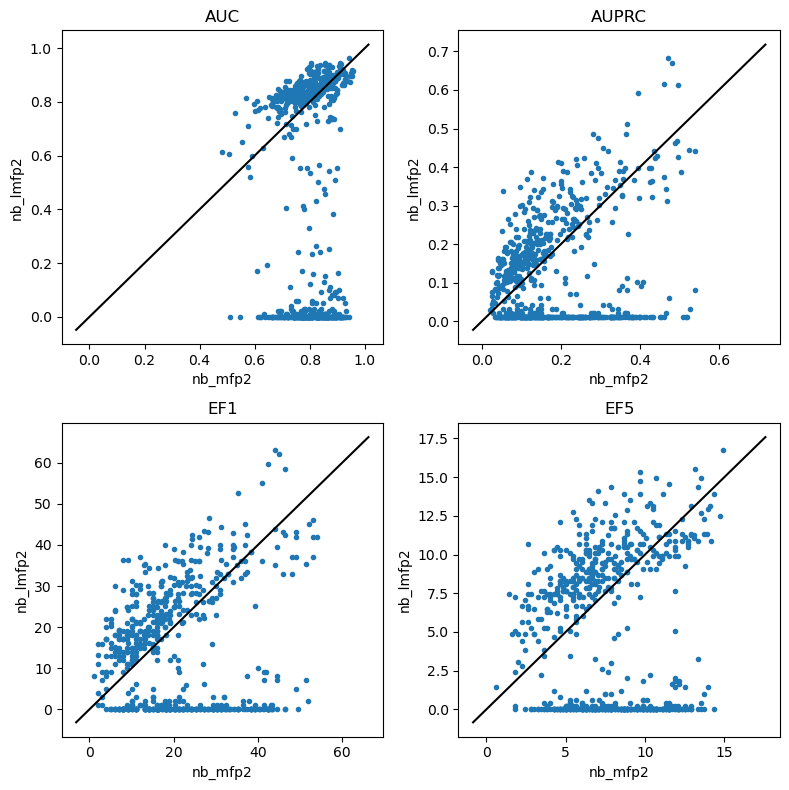 AUC
1.0
0.8
0.6
0.4
0.2
0.0
nb_lmfp2
0.0 0.2 0.4 0.6 0.8 1.0
nb_mfp2
AUPRC
0.7
0.6
0.5
0.4
0.3
0.2
0.1
0.0
nb_lmfp2
0.0 0.2 0.4 0.6
nb_mfp2
EF1
60
50
40
30
20
10
0
nb_lmfp2
0 20 40 60
nb_mfp2
EF5
17.5
15.0
12.5
10.0
7.5
5.0
2.5
0.0
nb_lmfp2
0 5 10 15
nb_mfp2